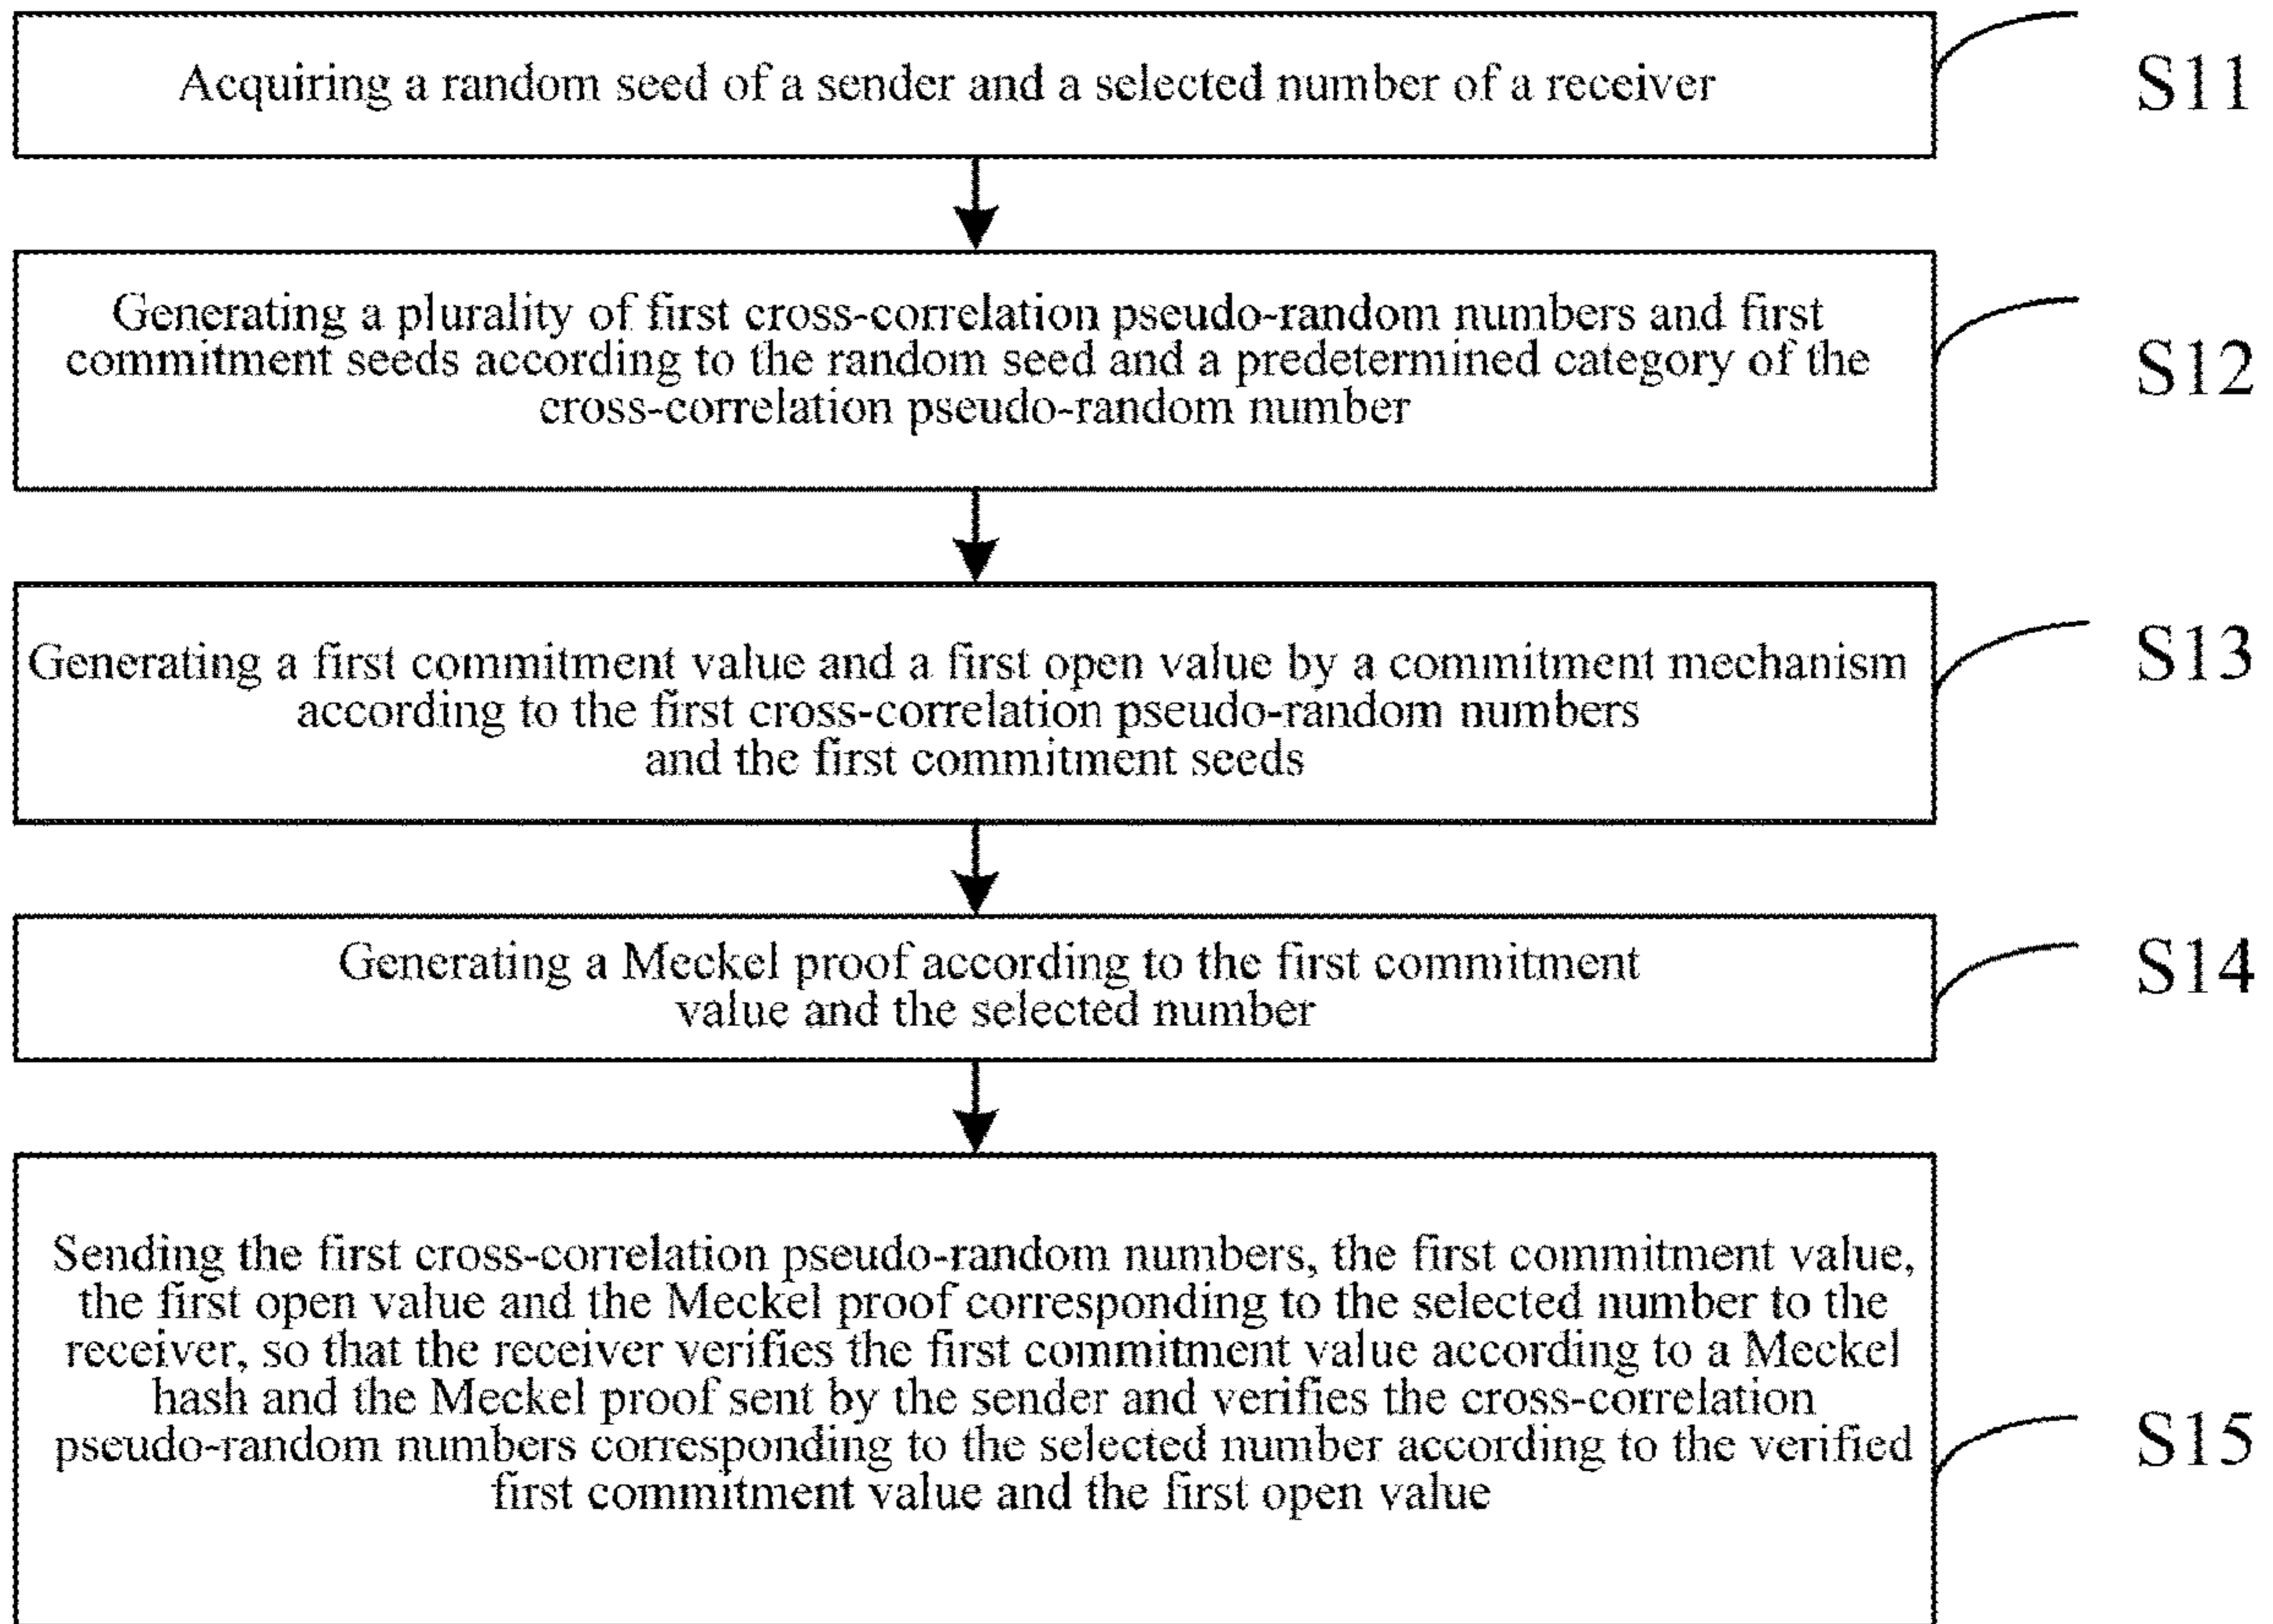 Acquiring a random seed of a sender and a selected number of a receiver
S11
Generating a plurality of first cross-correlation pseudo-random numbers and first
commitment seeds according to the random seed and a predetermined category of the
cross-correlation pseudo-random number
S12
Generating a first commitment value and a first open value by a commitment mechanism
according to the first cross-correlation pseudo-random numbers
and the first commitment seeds
S13
Generating a Meckel proof according to the first commitment
value and the selected number
S14
Sending the first cross-correlation pseudo-random numbers, the first commitment value,
the first open value and the Meckel proof corresponding to the selected number to the
receiver, so that the receiver verifies the first commitment value according to a Meckel
hash and the Meckel proof sent by the sender and verifies the cross-correlation
pseudo-random numbers corresponding to the selected number according to the verified
first commitment value and the first open value
S15